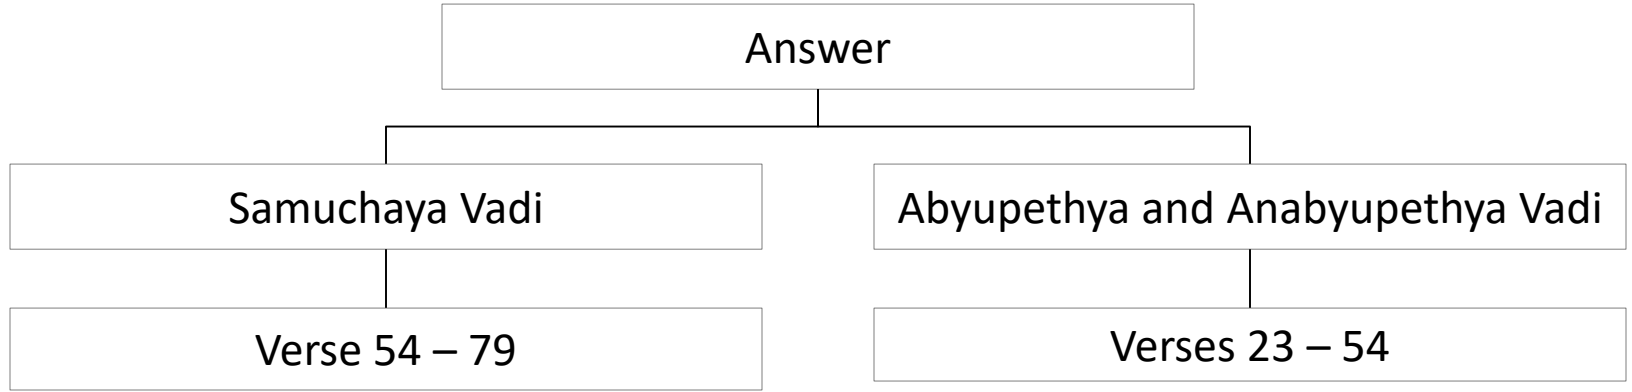 Answer
Samuchaya Vadi
Abyupethya and Anabyupethya Vadi
Verse 54 – 79
Verses 23 – 54